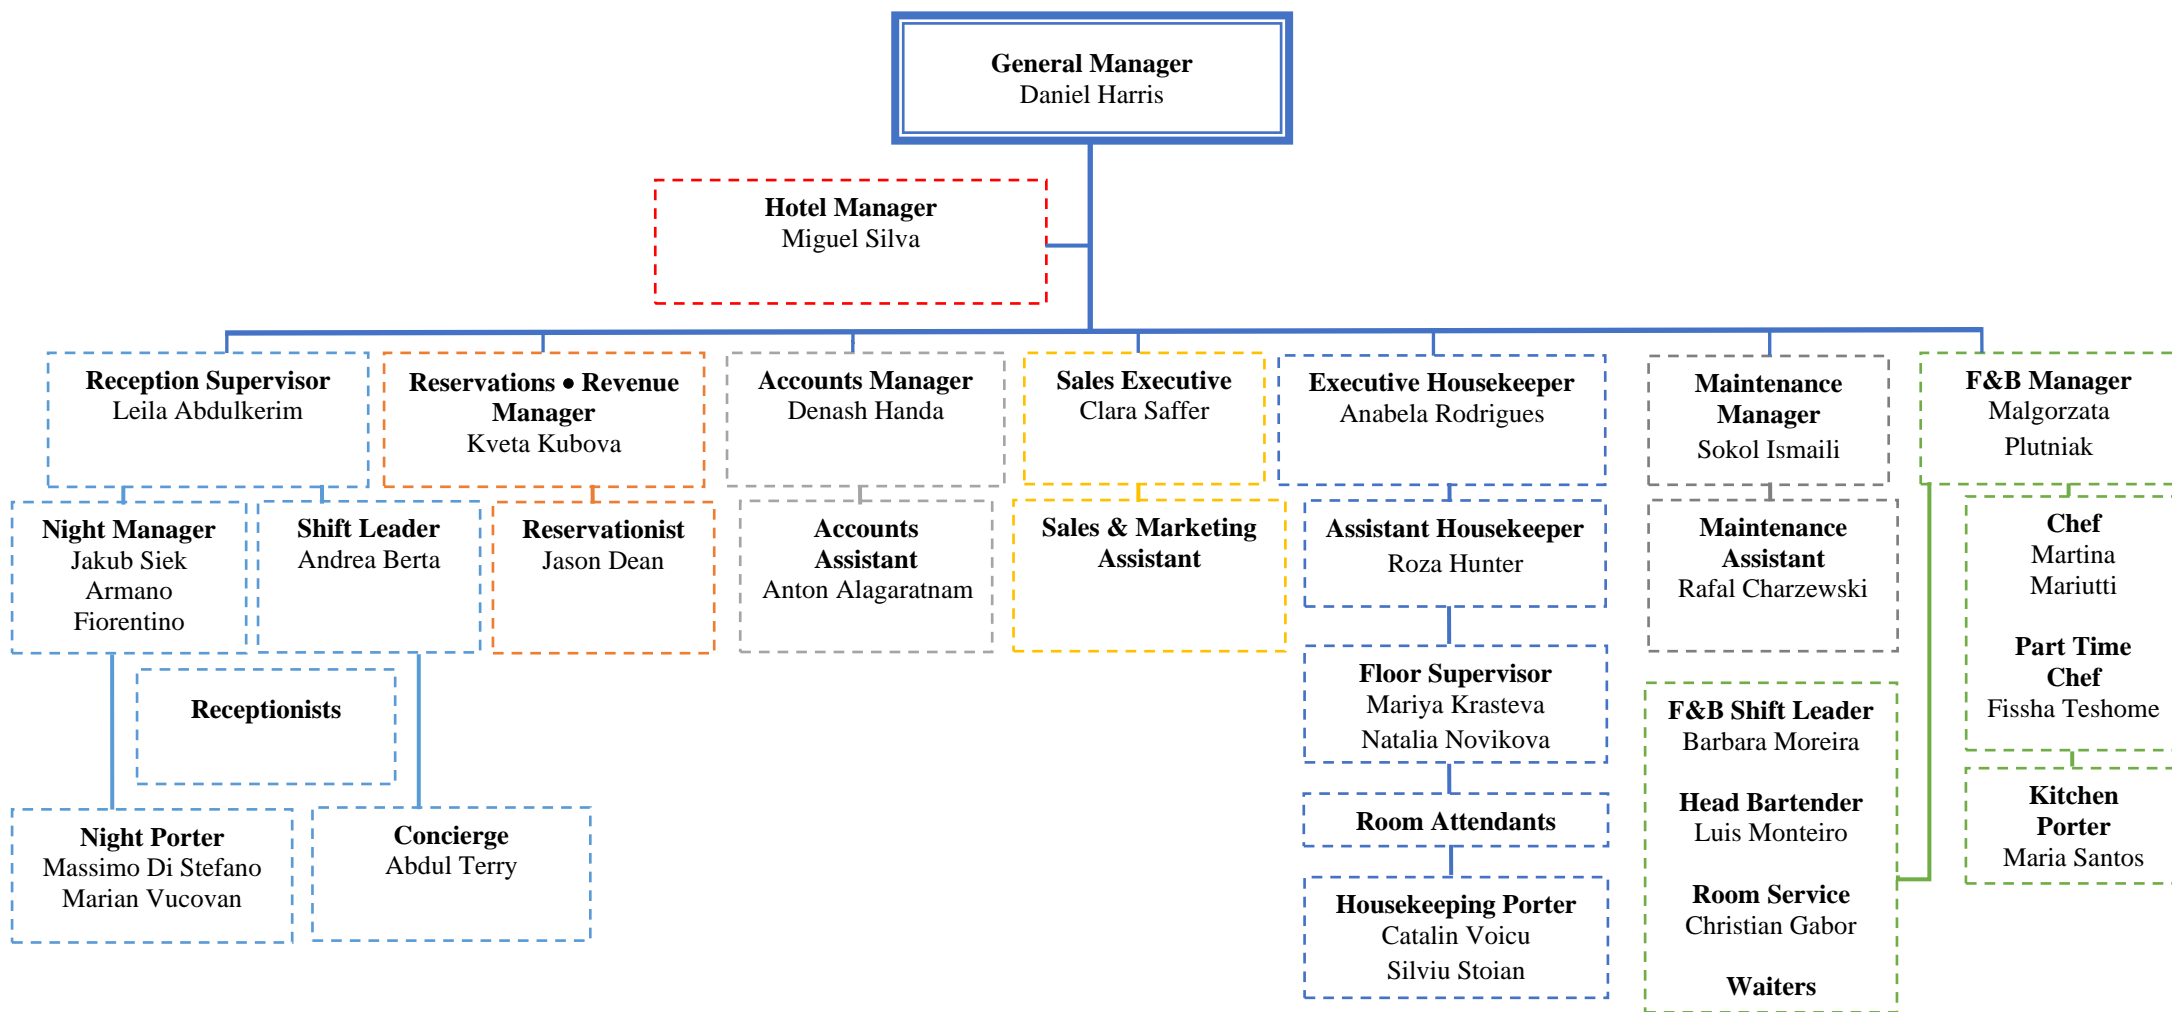 General Manager
Daniel Harris
Hotel Manager
Miguel Silva
Reception Supervisor
Leila Abdulkerim
Reservations ● Revenue
Manager
Kveta Kubova
Accounts Manager
Denash Handa
Sales Executive
Clara Saffer
Executive Housekeeper
Anabela Rodrigues
Maintenance
Manager
Sokol Ismaili
F&B Manager
Malgorzata
Plutniak
Night Manager
Jakub Siek
Armano
Fiorentino
Shift Leader
Andrea Berta
Reservationist
Jason Dean
Accounts
Assistant
Anton Alagaratnam
Sales & Marketing
Assistant
Assistant Housekeeper
Roza Hunter
Maintenance
Assistant
Rafal Charzewski
Chef
Martina
Mariutti
Part Time
Chef
Fissha Teshome
Receptionists
Floor Supervisor
Mariya Krasteva
Natalia Novikova
F&B Shift Leader
Barbara Moreira
Head Bartender
Luis Monteiro
Room Service
Christian Gabor
Waiters
Kitchen
Porter
Maria Santos
Night Porter
Massimo Di Stefano
Marian Vucovan
Concierge
Abdul Terry
Room Attendants
Housekeeping Porter
Catalin Voicu
Silviu Stoian